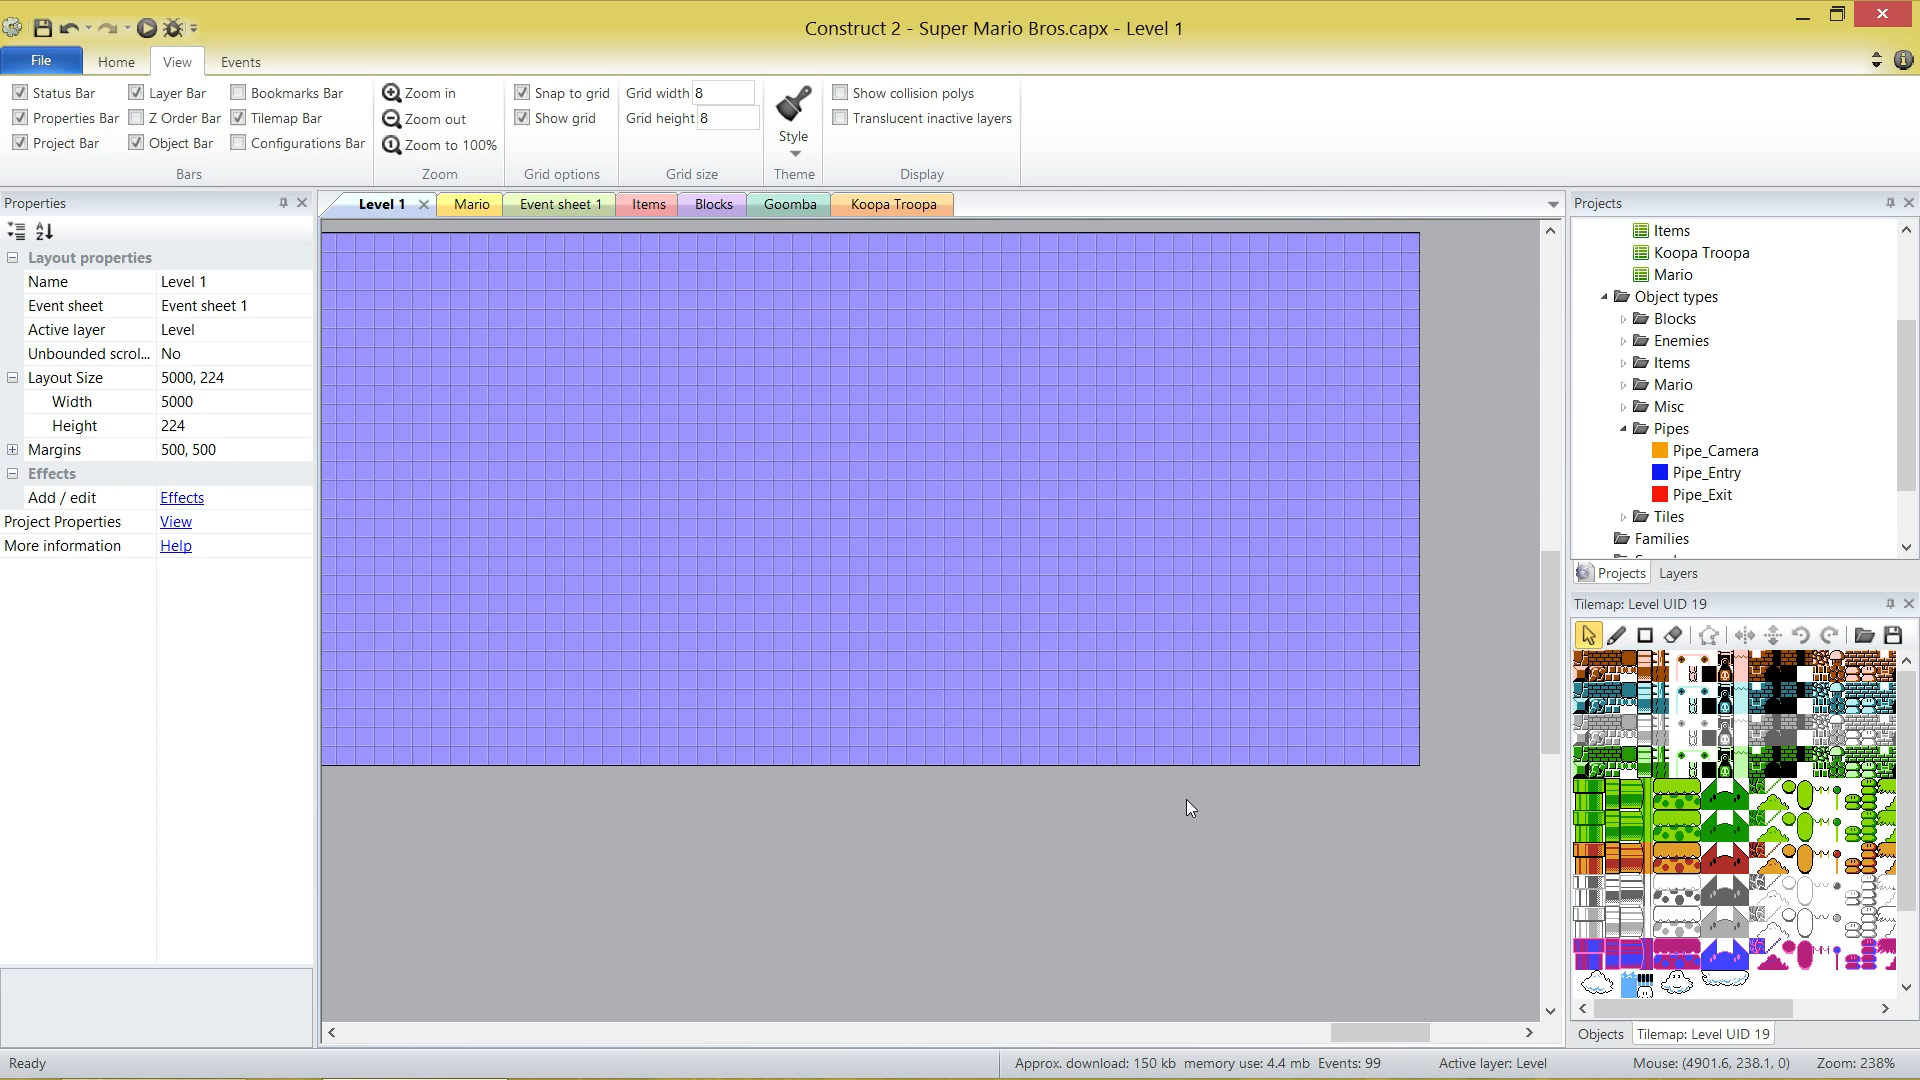 Construct 2 - Super Mario Bros.capx - Level 1
File Home View Events
Status Bar Layer Bar Bookmarks Bar Zoom in Snap to grid Grid width 8 Show collision polys
Properties Bar Z Order Bar Tilemap Bar Zoom out Show grid Grid height 8 Style Translucent inactive layers
Project Bar Object Bar Configurations Bar Zoom to 100%
Bars Zoom Grid options Grid size Theme Display
Properties
Level 1 Mario Event sheet 1 Items Blocks Goomba Koopa Troopa
Layout properties
Name Level 1
Event sheet Event sheet 1
Active layer Level
Unbounded scrol... No
Layout Size 5000, 224
Width 5000
Height 224
Margins 500, 500
Effects
Add / edit Effects
Project Properties View
More information Help
Projects
Items
Koopa Troopa
Mario
Object types
Blocks
Enemies
Items
Mario
Misc
Pipes
Pipe_Camera
Pipe_Entry
Pipe_Exit
Tiles
Families
Projects Layers
Tilemap: Level UID 19
Objects Tilemap: Level UID 19
Ready Approx. download: 150 kb memory use: 4.4 mb Events: 99 Active layer: Level Mouse: (4901.6, 238.1, 0) Zoom: 238%